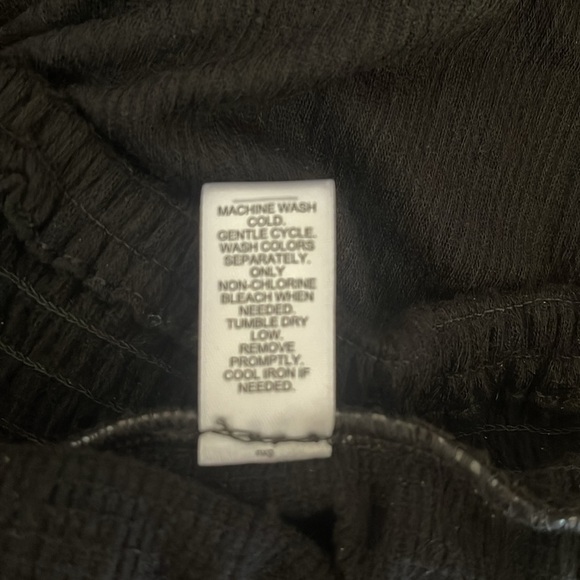 MACHINE WASH
COLD.
GENTLE CYCLE.
WASH COLORS
SEPARATELY.
ONLY
NON-CHLORINE
BLEACH WHEN
NEEDED.
TUMBLE DRY
LOW.
REMOVE
PROMPTLY.
COOL IRON IF
NEEDED.